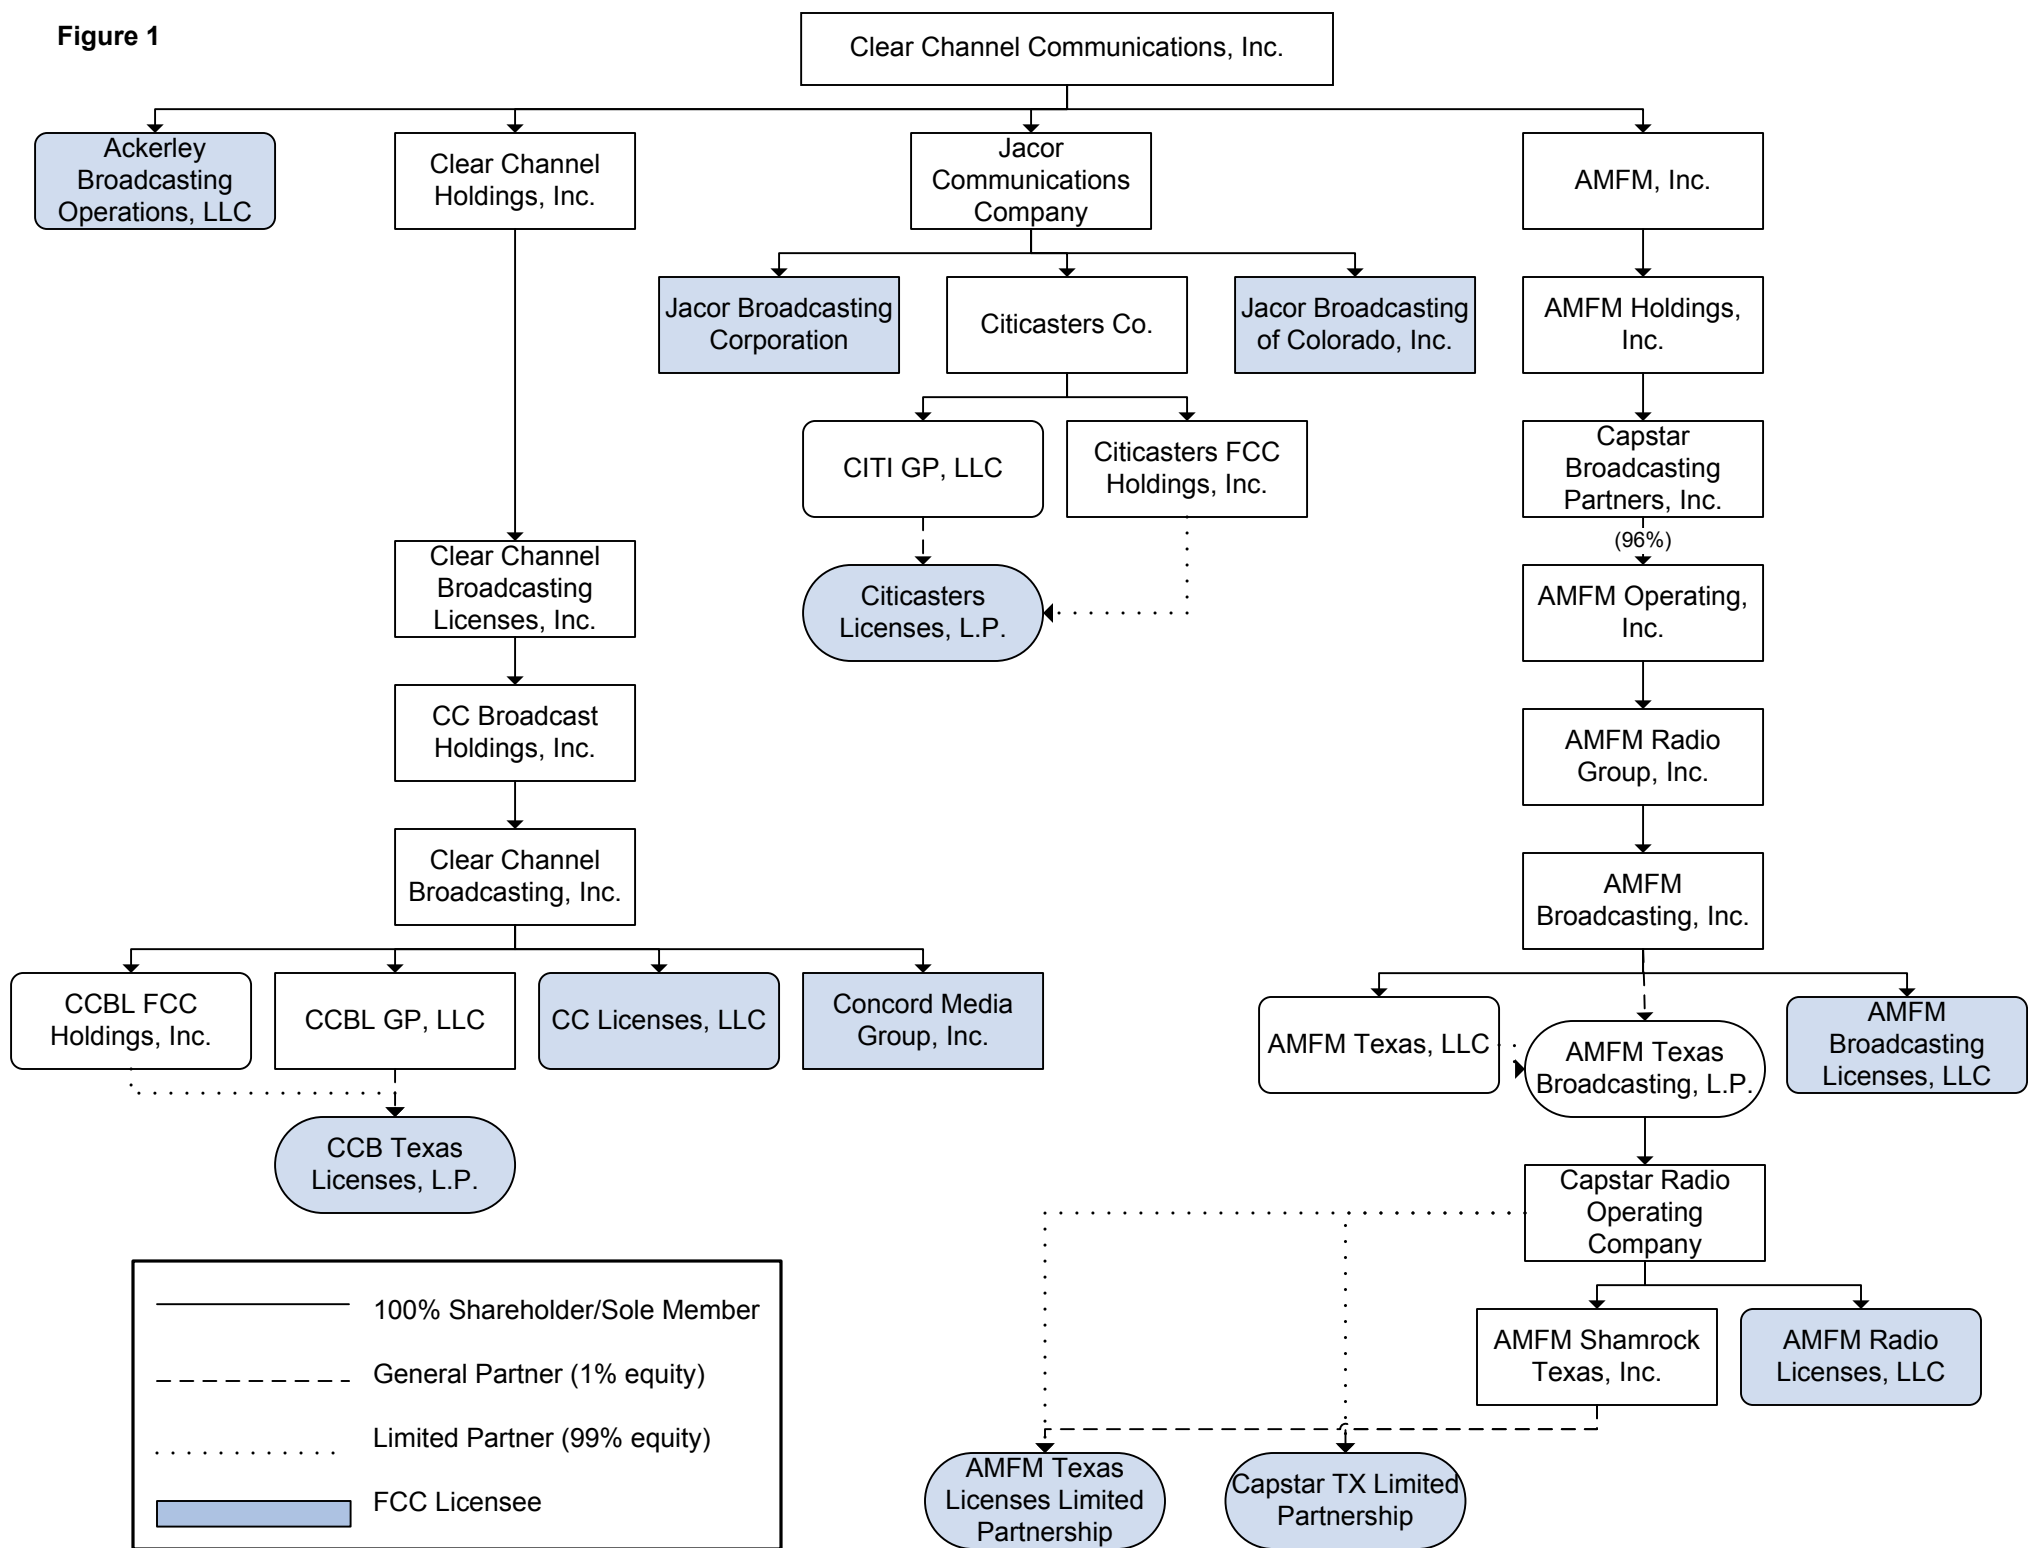 Figure 1
Clear Channel Communications, Inc.
Ackerley
Broadcasting
Operations, LLC
Clear Channel
Holdings, Inc.
Jacor
Communications
Company
AMFM, Inc.
Jacor Broadcasting
Corporation
Citicasters Co.
Jacor Broadcasting
of Colorado, Inc.
AMFM Holdings,
Inc.
CITI GP, LLC
Citicasters FCC
Holdings, Inc.
Capstar
Broadcasting
Partners, Inc.
(96%)
Clear Channel
Broadcasting
Licenses, Inc.
Citicasters
Licenses, L.P.
AMFM Operating,
Inc.
CC Broadcast
Holdings, Inc.
AMFM Radio
Group, Inc.
Clear Channel
Broadcasting, Inc.
AMFM
Broadcasting, Inc.
CCBL FCC
Holdings, Inc.
CCBL GP, LLC
CC Licenses, LLC
Concord Media
Group, Inc.
AMFM Texas, LLC
AMFM Texas
Broadcasting, L.P.
AMFM
Broadcasting
Licenses, LLC
CCB Texas
Licenses, L.P.
Capstar Radio
Operating
Company
AMFM Shamrock
Texas, Inc.
AMFM Radio
Licenses, LLC
AMFM Texas
Licenses Limited
Partnership
Capstar TX Limited
Partnership
100% Shareholder/Sole Member
General Partner (1% equity)
Limited Partner (99% equity)
FCC Licensee